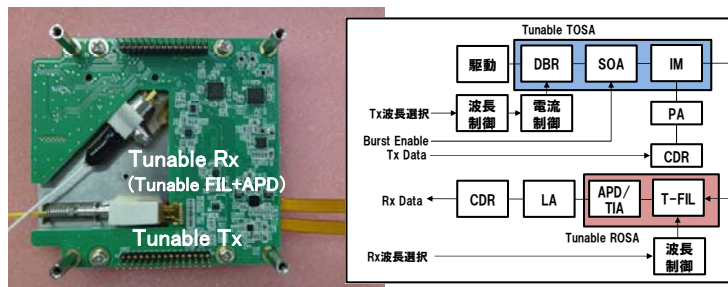 Tunable Rx
(Tunable FIL+APD)
Tunable Tx
Tunable TOSA
駆動
DBR
SOA
IM
Tx波長選択
波長
制御
電流
制御
PA
Burst Enable
Tx Data
CDR
Rx Data
CDR
LA
APD/
TIA
T-FIL
Tunable ROSA
Rx波長選択
波長
制御